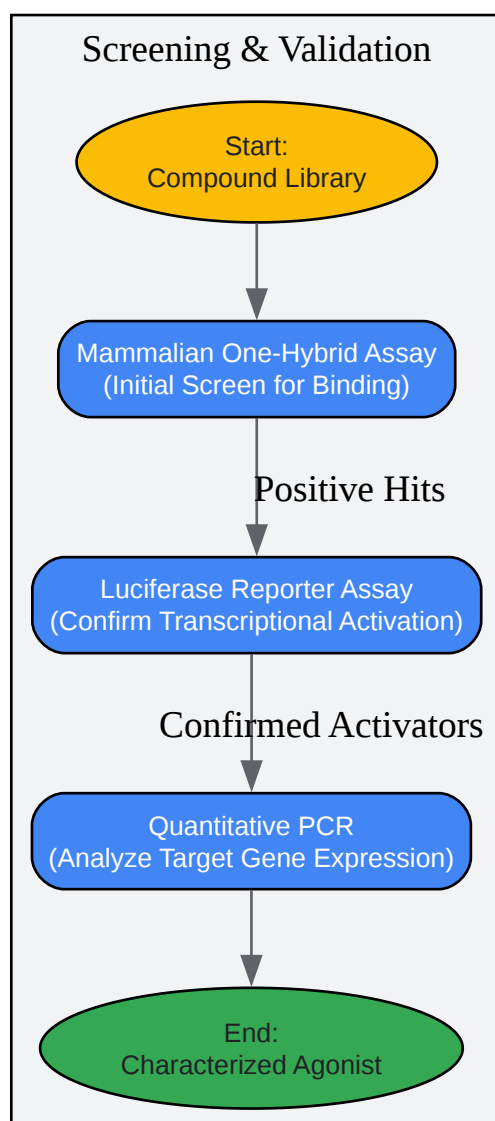 Screening & Validation
Start:
Compound Library
Mammalian One-Hybrid Assay
(Initial Screen for Binding)
Positive Hits
Luciferase Reporter Assay
(Confirm Transcriptional Activation)
Confirmed Activators
Quantitative PCR
(Analyze Target Gene Expression)
End:
Characterized Agonist